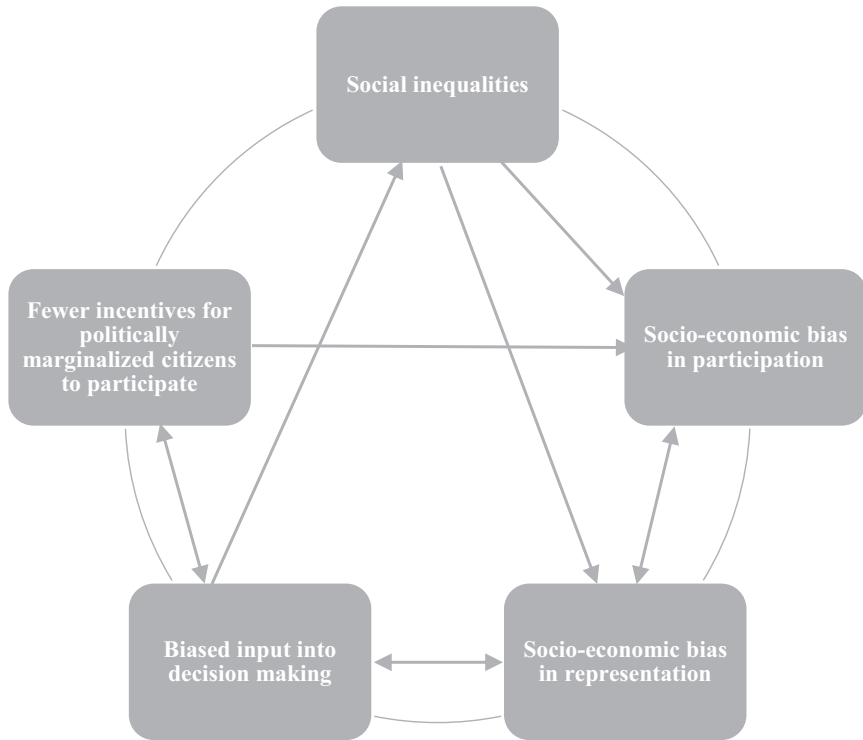 Social inequalities
Fewer incentives for
politically
marginalized citizens
to participate
Socio-economic bias
in participation
Biased input into
decision making
Socio-economic bias
in representation